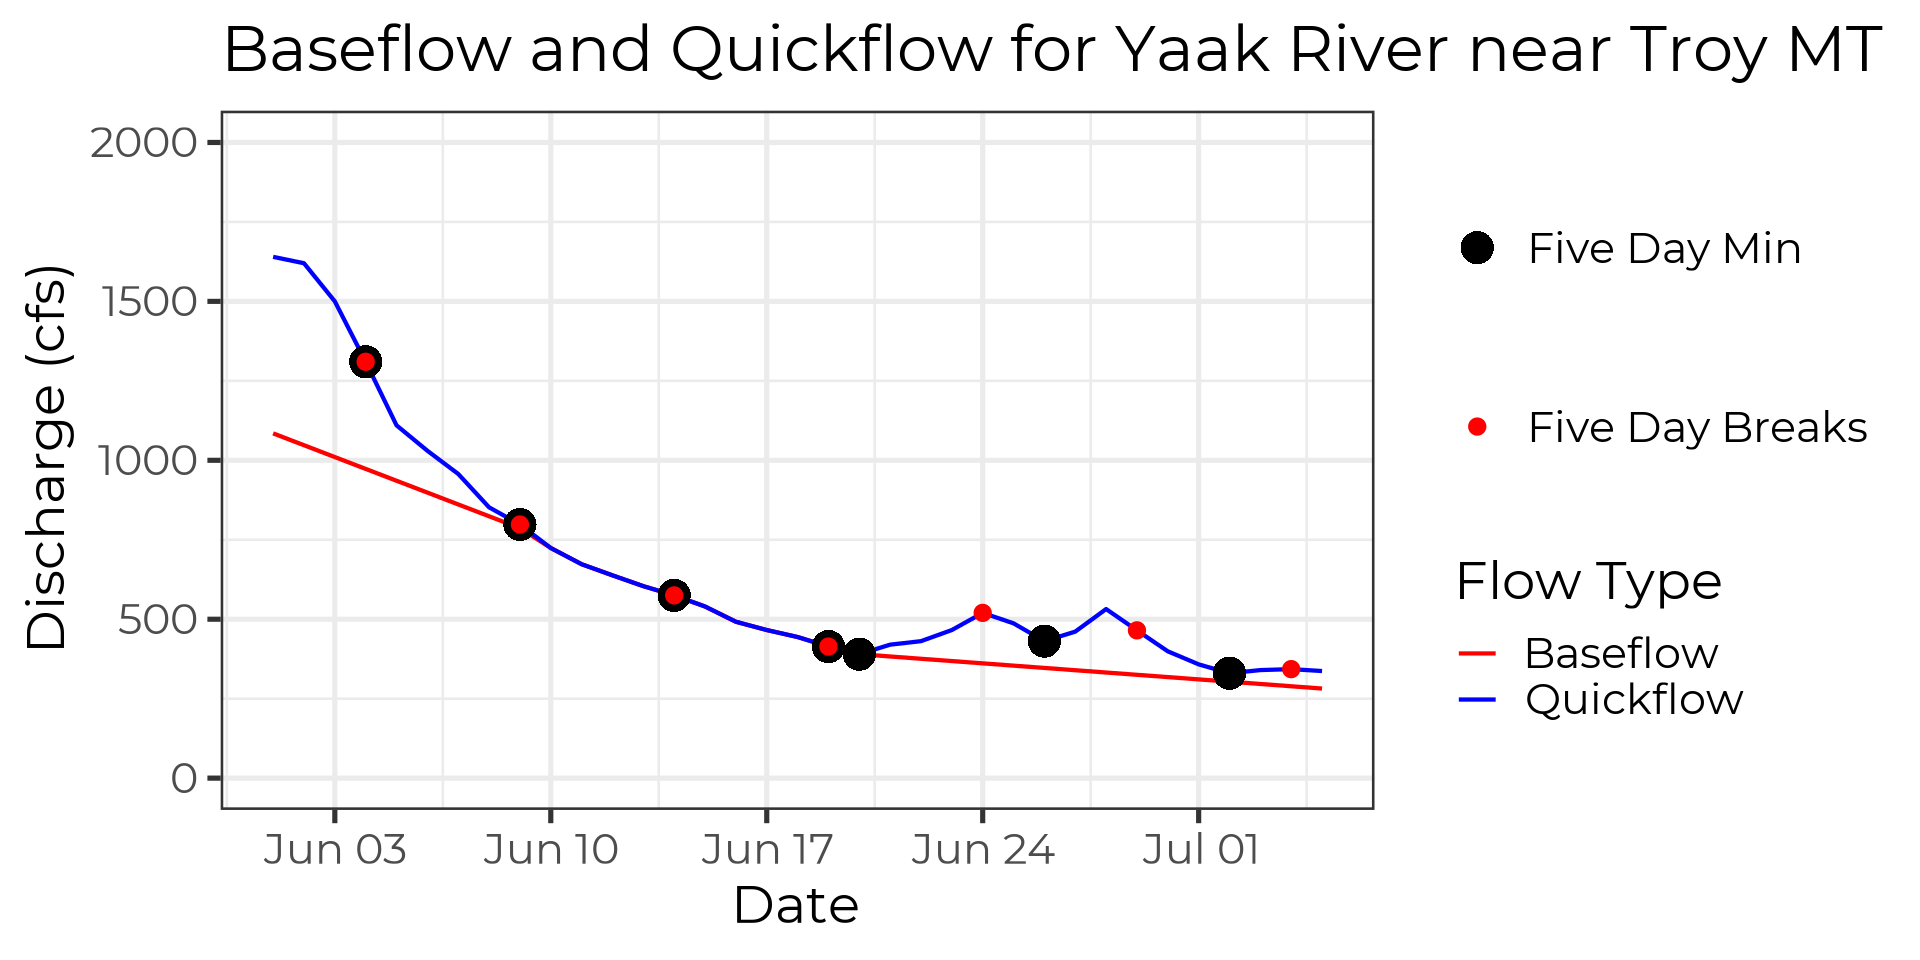 Baseflow and Quickflow for Yaak River near Troy MT
Discharge (cfs)
2000
1500
1000
500
0
Jun 03
Jun 10
Jun 17
Jun 24
Jul 01
Date
Five Day Min
Five Day Breaks
Flow Type
Baseflow
Quickflow